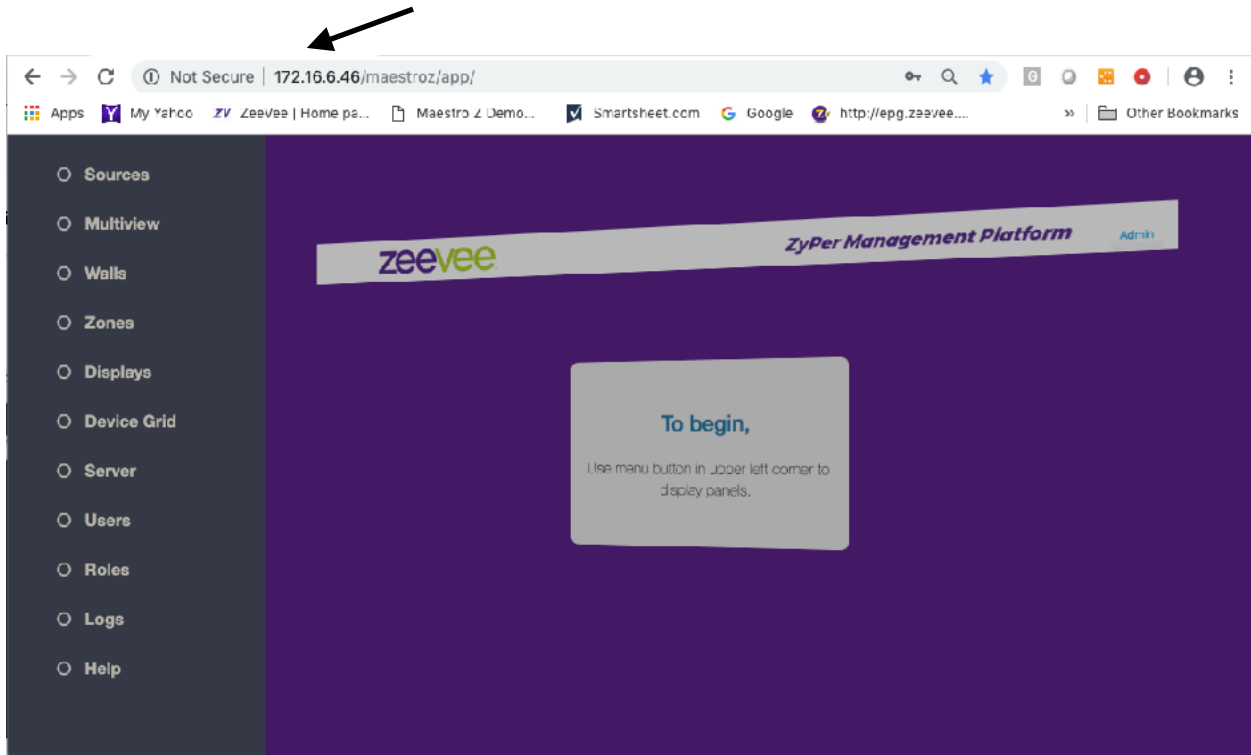 Not Secure | 172.16.6.46/maestroz/app/
Apps My Yahoo ZV ZeeVee | Home pa... Maestro Z Demo... Smartsheet.com G Google http://epg.zeevee.... » Other Bookmarks
Sources
Multiview
Walls
Zones
Displays
Device Grid
Server
Users
Roles
Logs
Help
zeevee ZyPer Management Platform Admin
To begin,
Use menu button in upper left corner to
display panels.